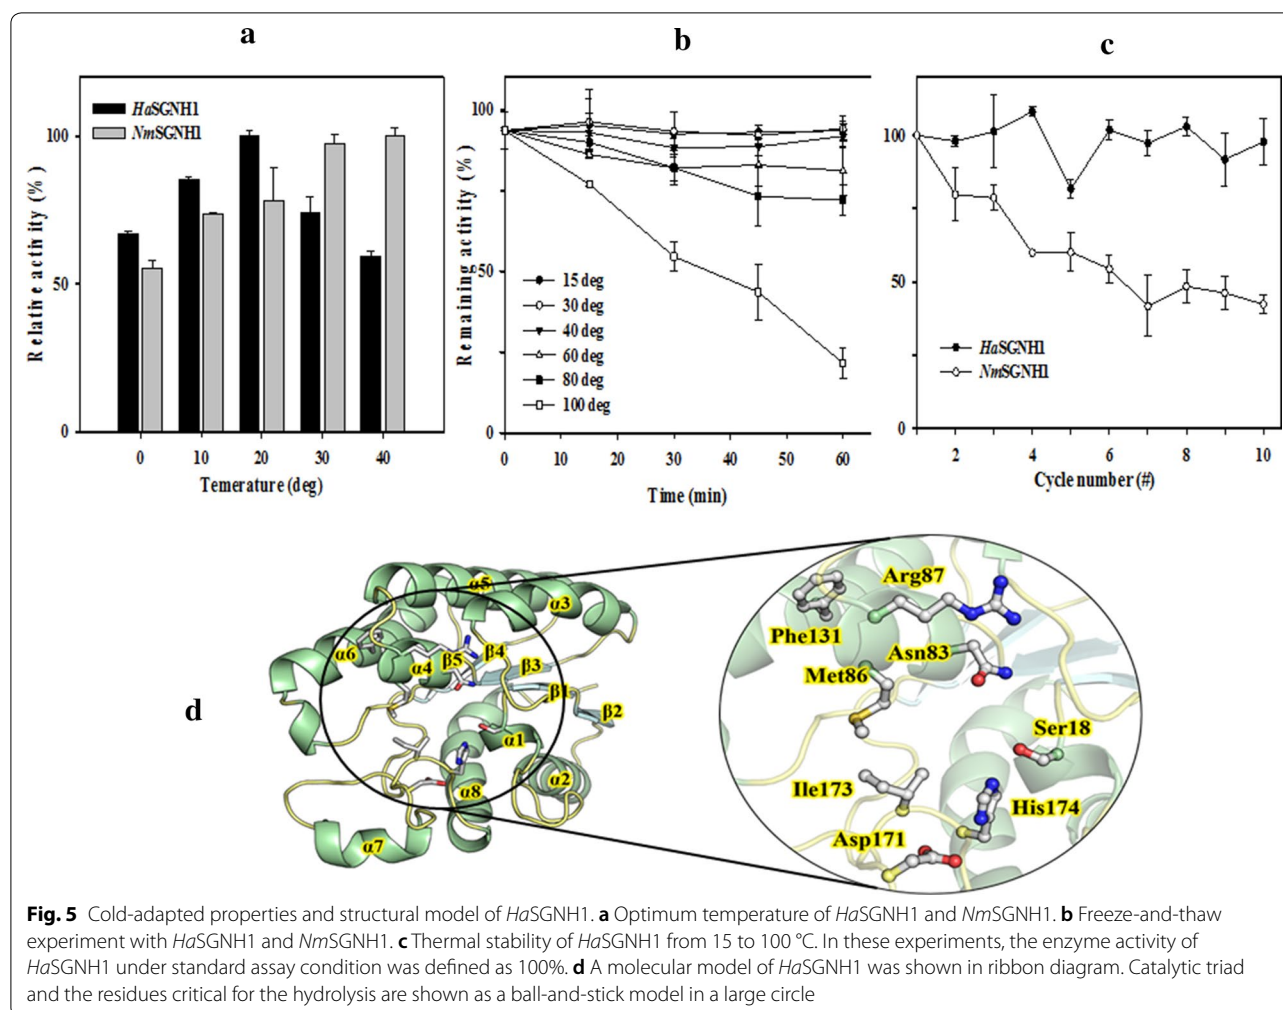 a
b
c
HaSGNH1
NmSGNH1
Relative activity (%)
100
50
0
0 10 20 30 40
Temerature (deg)
Remaining activity (%)
100
50
0
15 deg
30 deg
40 deg
60 deg
80 deg
100 deg
0 10 20 30 40 50 60
Time (min)
Relative activity (%)
100
50
0
HaSGNH1
NmSGNH1
2 4 6 8 10
Cycle number (#)
d
α5
α3
α6
α4
β5
β4
β3
β1
β2
α1
α2
α8
α7
Arg87
Phe131
Asn83
Met86
Ser18
Ile173
His174
Asp171
Fig. 5 Cold-adapted properties and structural model of HaSGNH1. a Optimum temperature of HaSGNH1 and NmSGNH1. b Freeze-and-thaw
experiment with HaSGNH1 and NmSGNH1. c Thermal stability of HaSGNH1 from 15 to 100 °C. In these experiments, the enzyme activity of
HaSGNH1 under standard assay condition was defined as 100%. d A molecular model of HaSGNH1 was shown in ribbon diagram. Catalytic triad
and the residues critical for the hydrolysis are shown as a ball-and-stick model in a large circle